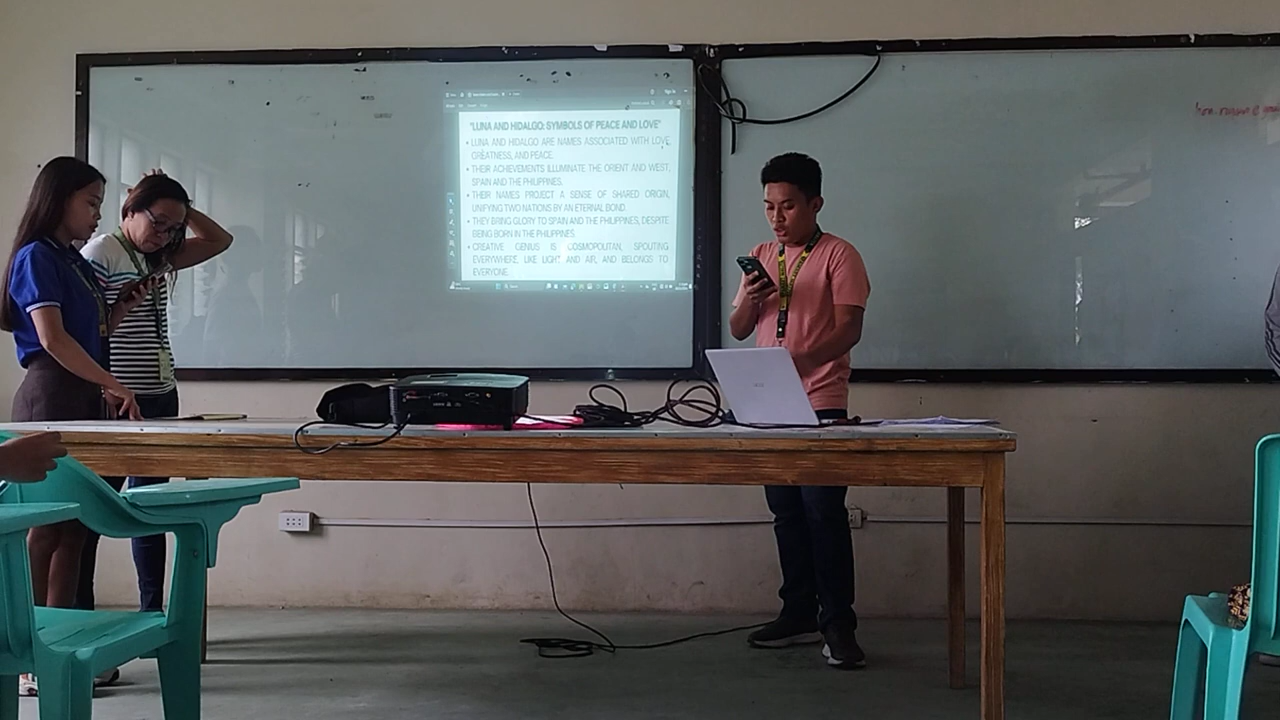 "LUNA AND HIDALGO: SYMBOLS OF PEACE AND LOVE"
• LUNA AND HIDALGO ARE NAMES ASSOCIATED WITH LOVE,
GREATNESS, AND PEACE.
• THEIR ACHIEVEMENTS ILLUMINATE THE ORIENT AND WEST,
SPAIN AND THE PHILIPPINES.
• THEIR NAMES PROJECT A SENSE OF SHARED ORIGIN,
UNIFYING TWO NATIONS BY AN ETERNAL BOND.
• THEY BRING GLORY TO SPAIN AND THE PHILIPPINES, DESPITE
BEING BORN IN THE PHILIPPINES.
• CREATIVE GENIUS IS COSMOPOLITAN, SPOUTING
EVERYWHERE, LIKE LIGHT AND AIR, AND BELONGS TO
EVERYONE.